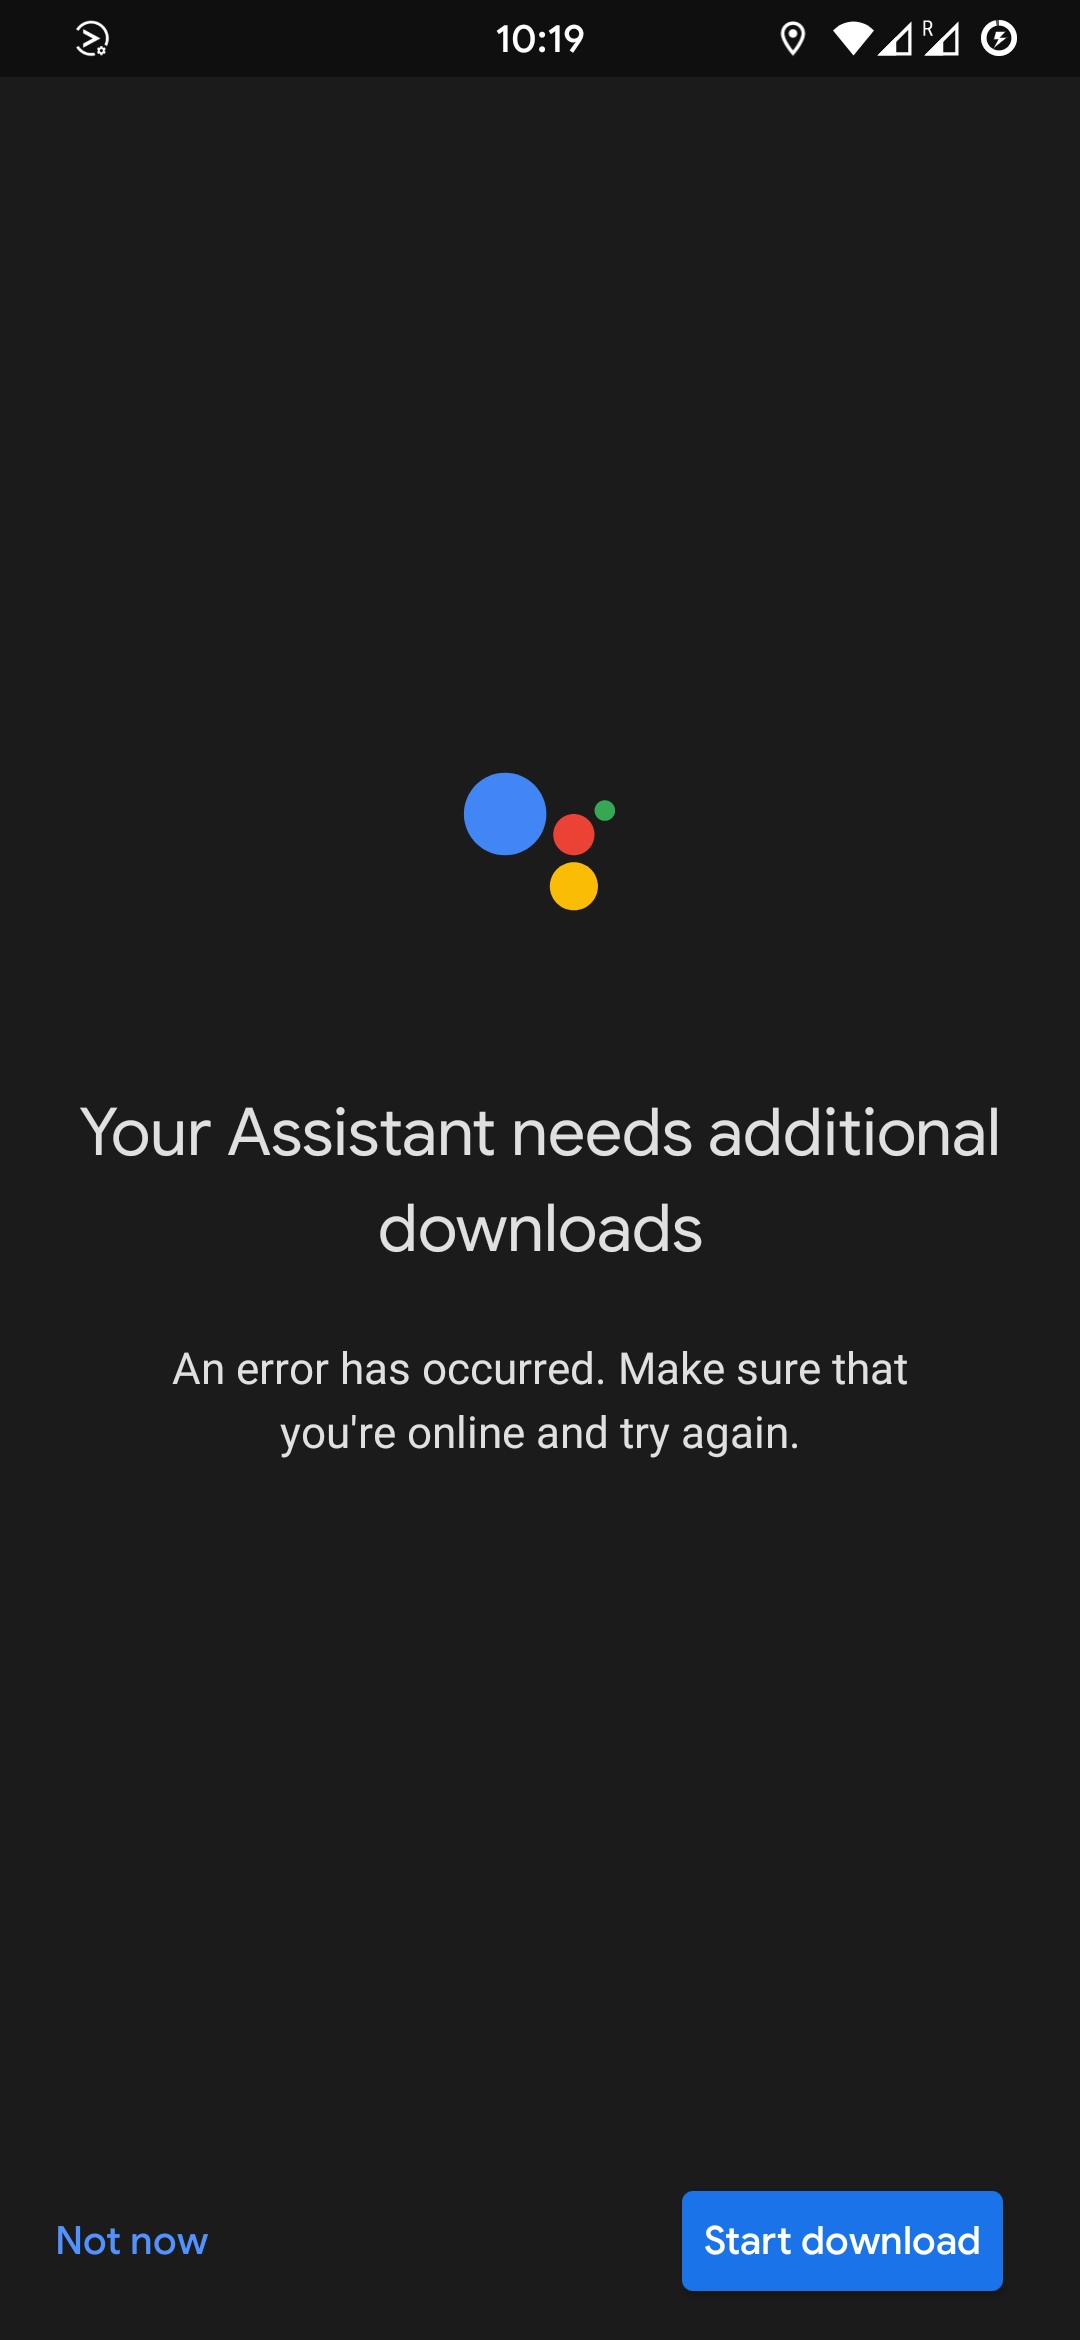 10:19
R
Your Assistant needs additional
downloads
An error has occurred. Make sure that
you're online and try again.
Not now
Start download